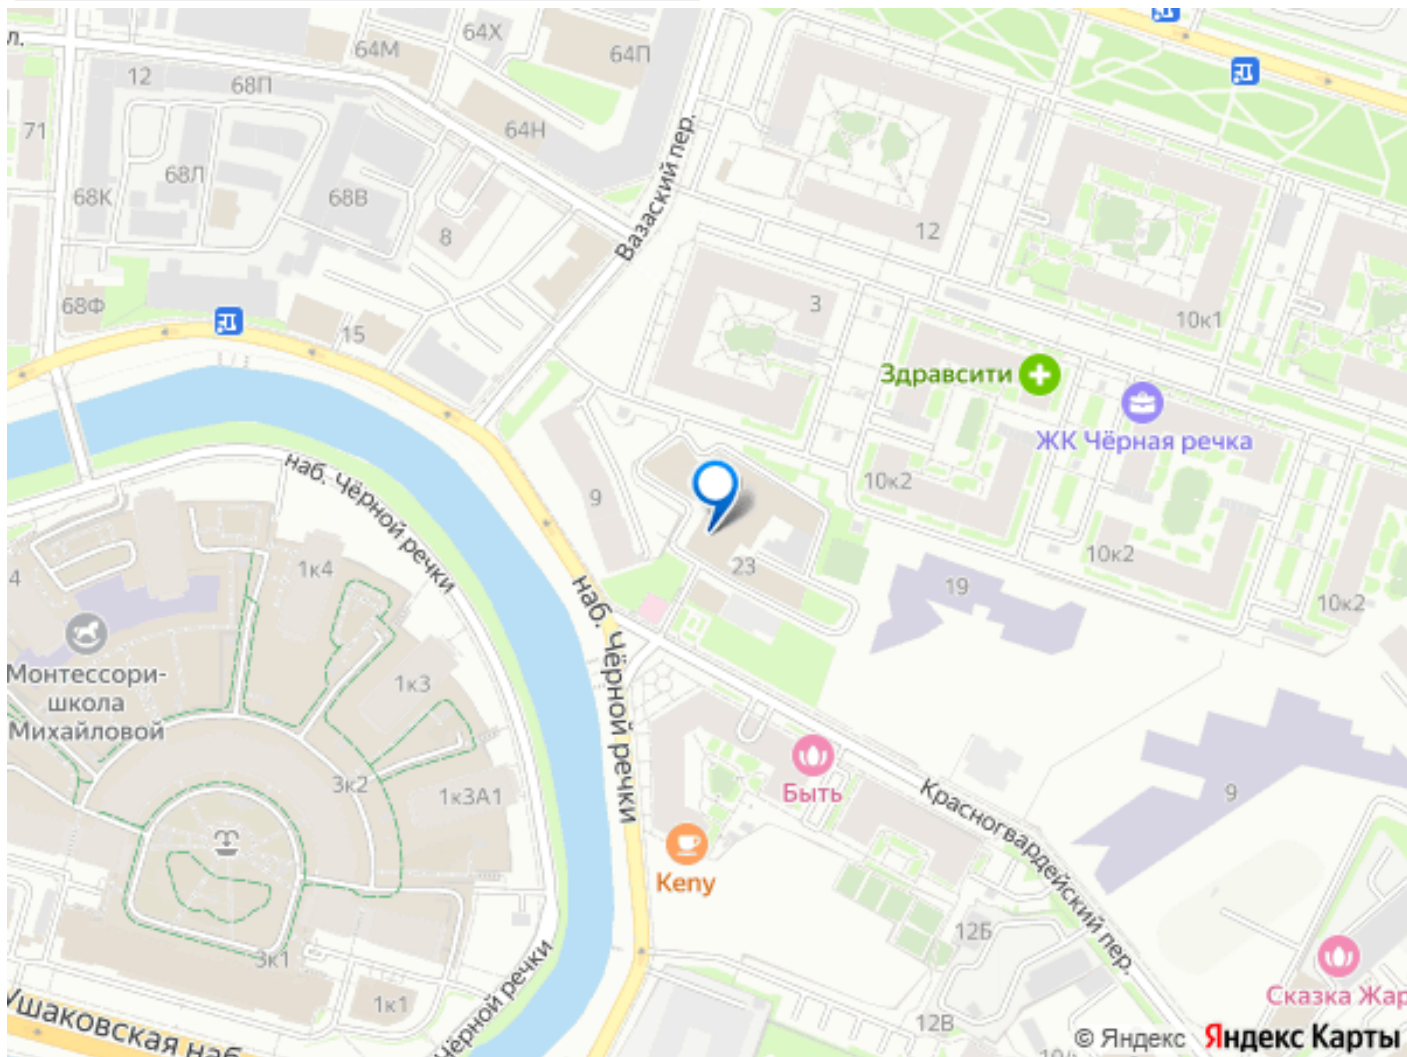 л.
64М
64Х
64П
12
68П
71
64Н
68Л
68К
68В
Вазаский пер.
8
12
68Ф
15
3
10к1
Здравсити
ЖК Чёрная речка
наб. Чёрной речки
9
10к2
10к2
23
1к4
4
19
10к2
наб. Чёрной речки
Монтессори-
школа
Михайловой
1к3
3к2
1к3А1
Быть
Красногвардейский пер.
9
Keny
12Б
3к1
1к1
Чёрной речки
Сказка Жар
12В
Ушаковская наб.
© Яндекс Яндекс Карты